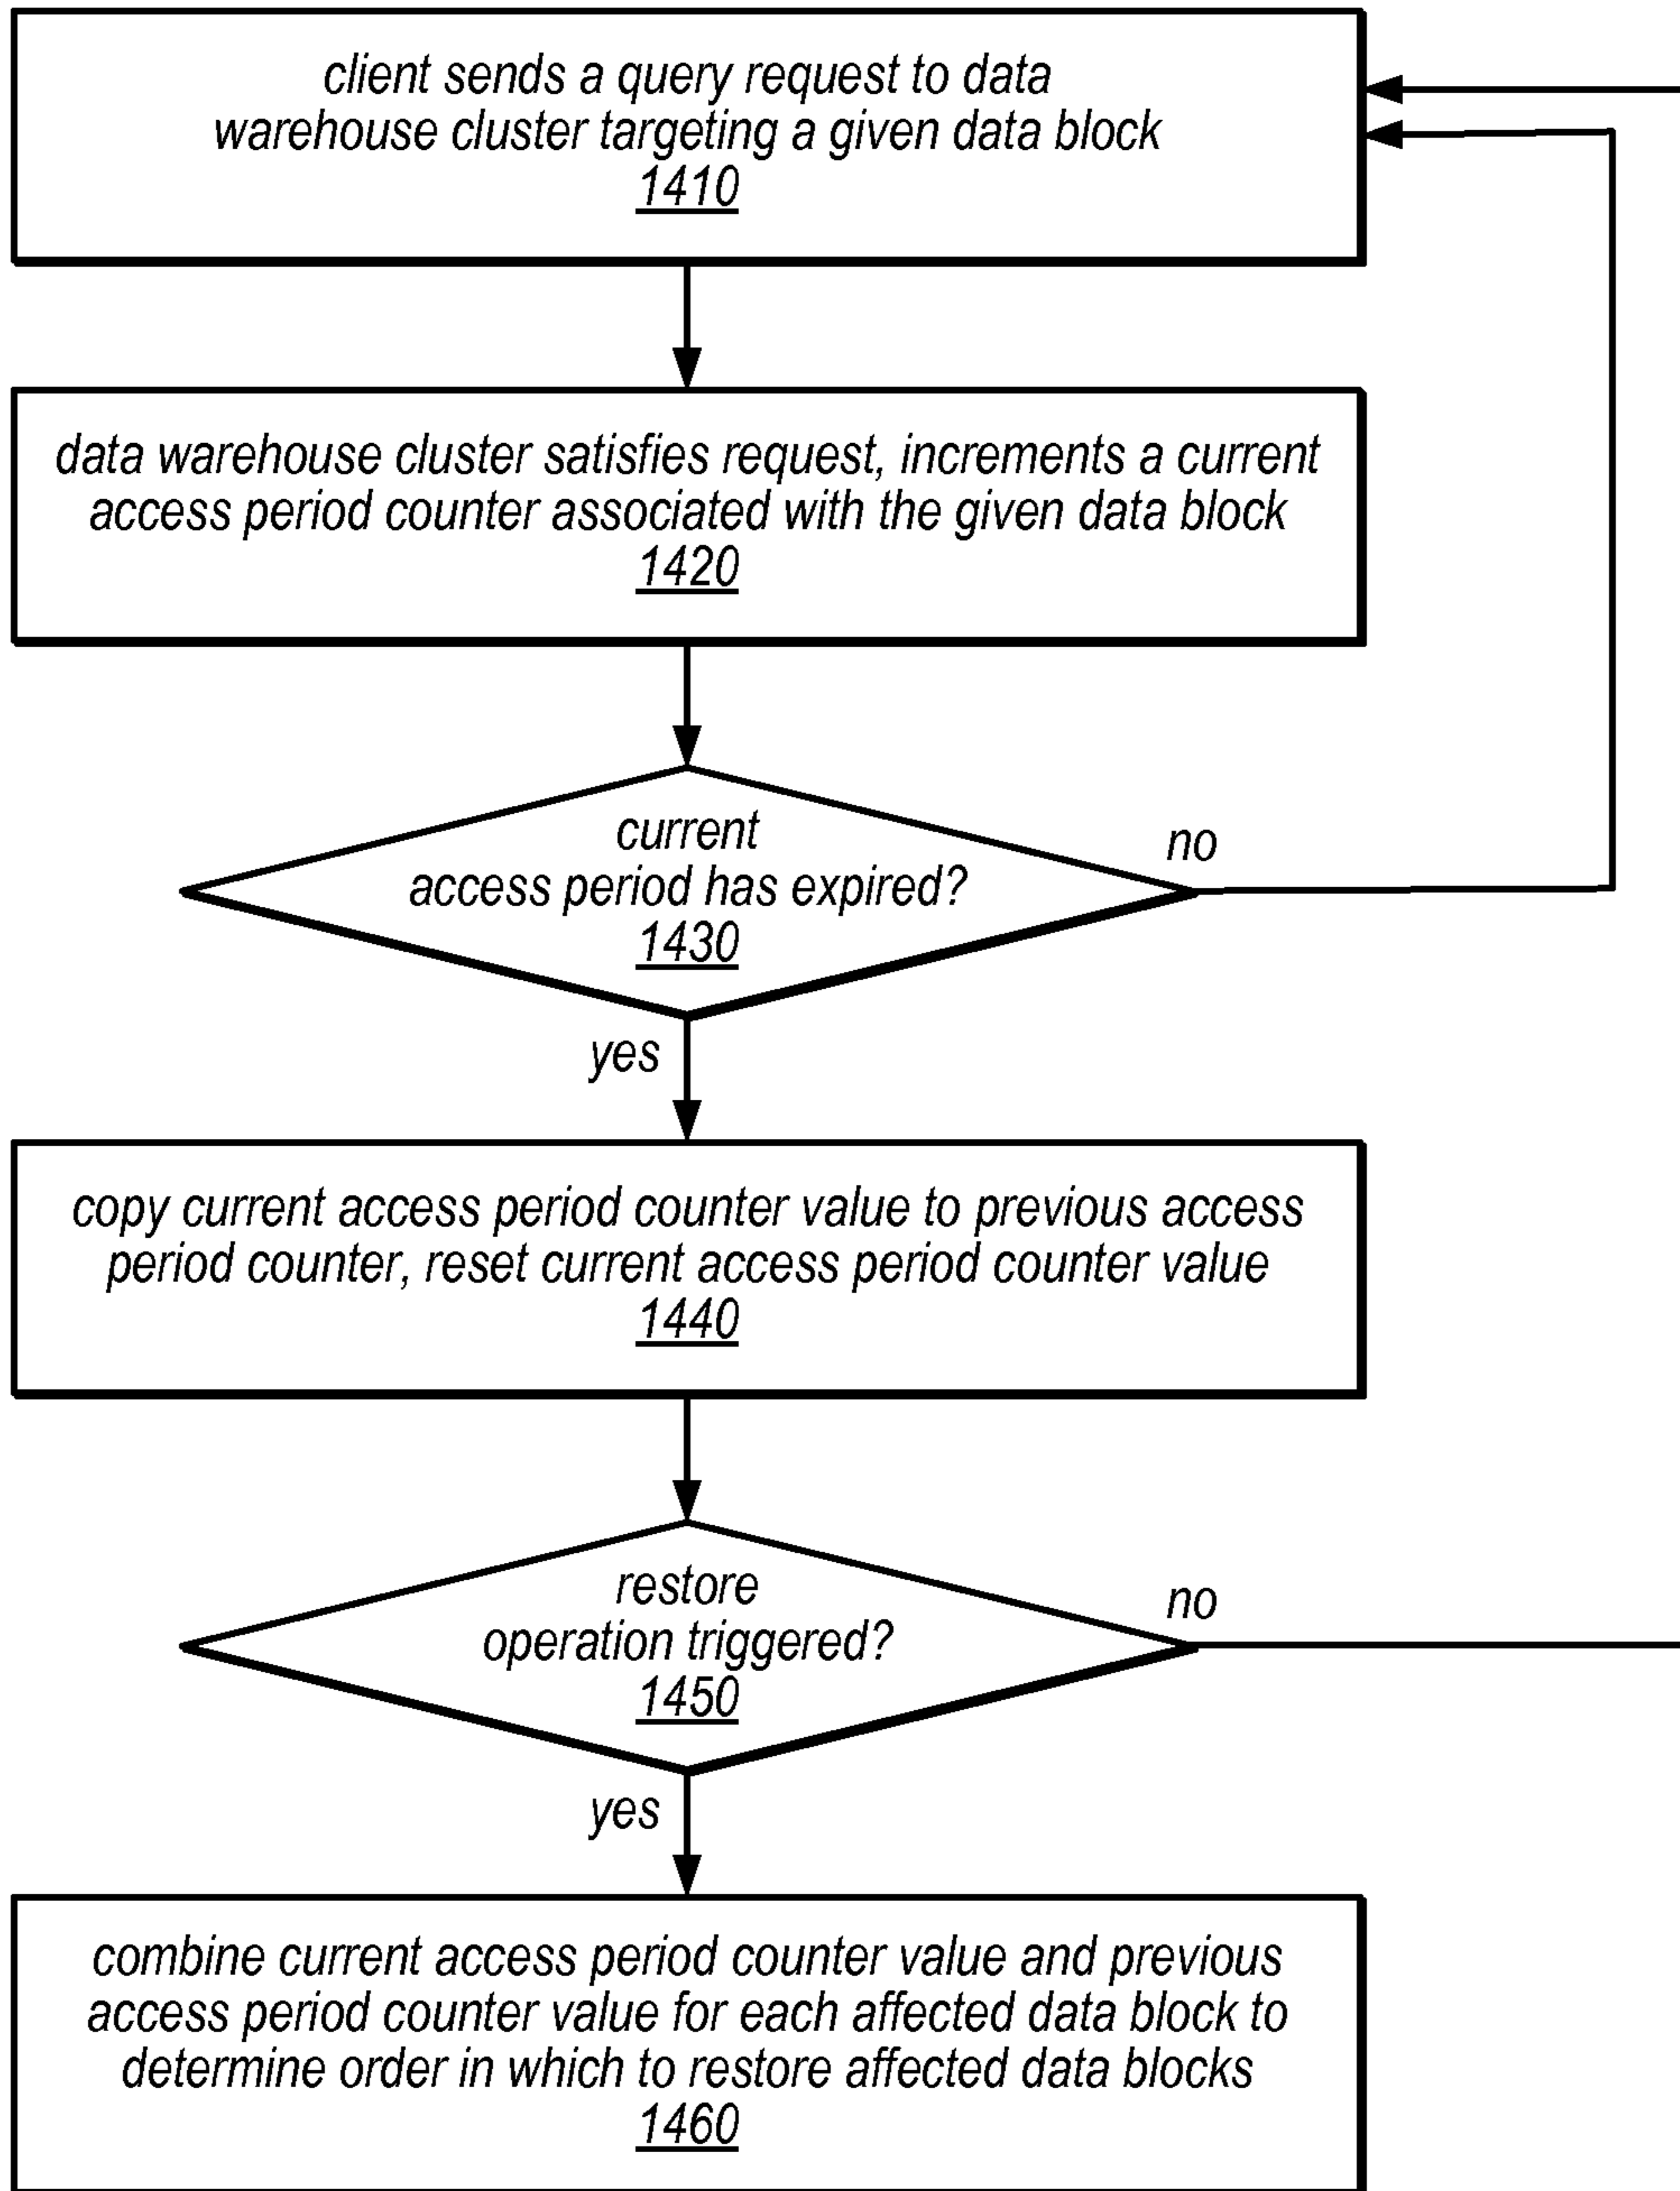 client sends a query request to data
warehouse cluster targeting a given data block
1410
data warehouse cluster satisfies request, increments a current
access period counter associated with the given data block
1420
current
access period has expired?
1430
no
yes
copy current access period counter value to previous access
period counter, reset current access period counter value
1440
restore
operation triggered?
1450
no
yes
combine current access period counter value and previous
access period counter value for each affected data block to
determine order in which to restore affected data blocks
1460